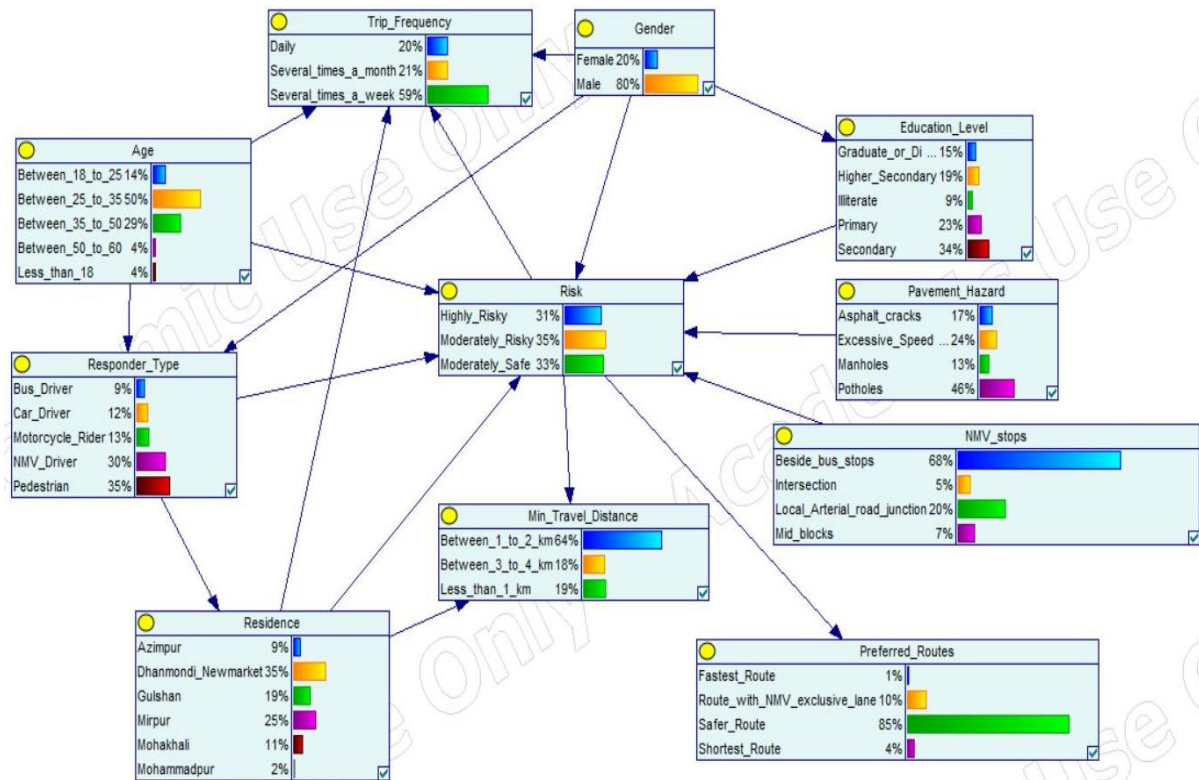 Trip_Frequency
Daily 20%
Several_times_a_month 21%
Several_times_a_week 59%
Gender
Female 20%
Male 80%
Education_Level
Graduate_or_Di ... 15%
Higher_Secondary 19%
Illiterate 9%
Primary 23%
Secondary 34%
Age
Between_18_to_25 14%
Between_25_to_35 50%
Between_35_to_50 29%
Between_50_to_60 4%
Less_than_18 4%
Risk
Highly_Risky 31%
Moderately_Risky 35%
Moderately_Safe 33%
Pavement_Hazard
Asphalt_cracks 17%
Excessive_Speed ... 24%
Manholes 13%
Potholes 46%
Responder_Type
Bus_Driver 9%
Car_Driver 12%
Motorcycle_Rider 13%
NMV_Driver 30%
Pedestrian 35%
NMV_stops
Beside_bus_stops 68%
Intersection 5%
Local_Arterial_road_junction 20%
Mid_blocks 7%
Min_Travel_Distance
Between_1_to_2_km 64%
Between_3_to_4_km 18%
Less_than_1_km 19%
Residence
Azimpur 9%
Dhanmondi_Newmarket 35%
Gulshan 19%
Mirpur 25%
Mohakhali 11%
Mohammadpur 2%
Preferred_Routes
Fastest_Route 1%
Route_with_NMV_exclusive_lane 10%
Safer_Route 85%
Shortest_Route 4%